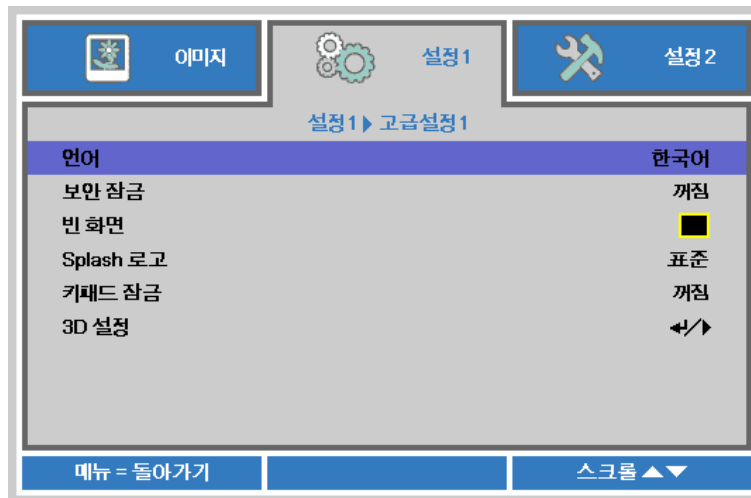 이미지 설정1 설정2
설정1▶고급설정1
언어 한국어
보안 잠금 꺼짐
빈 화면
Splash 로고 표준
키패드 잠금 꺼짐
3D 설정 ↵/▶
메뉴 = 돌아가기 스크롤▲▼